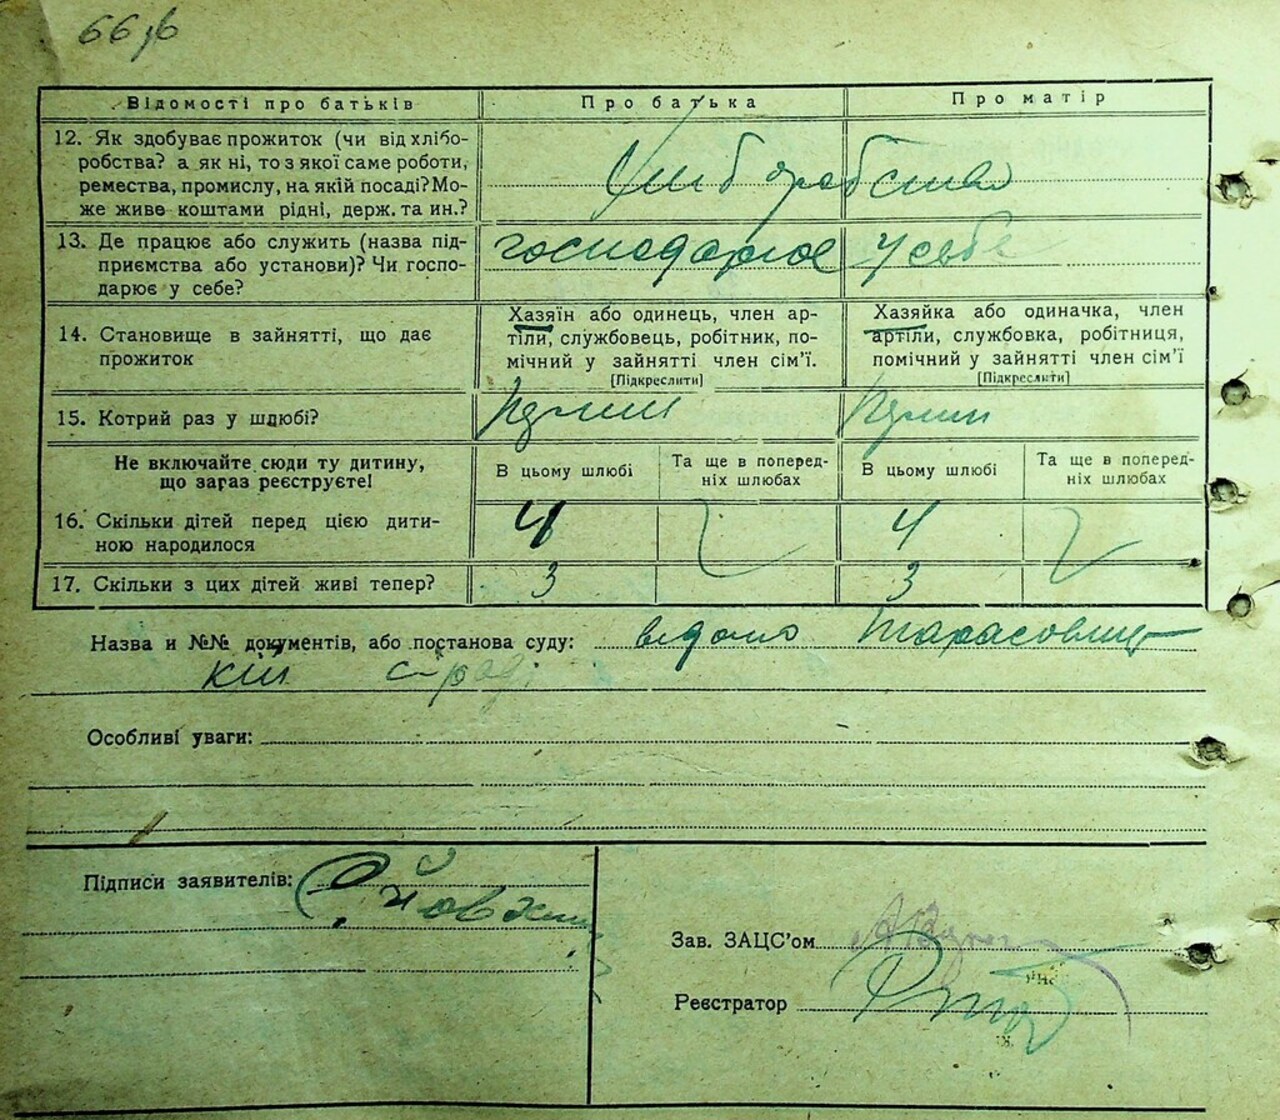 66 зв
Відомості про батьків Про батька Про матір
12. Як здобуває прожиток (чи від хлібо-
робства? а як ні, то з якої саме роботи,
ремества, промислу, на якій посаді? Мо-
же живе коштами рідні, держ. та ин.?
хліборобство
13. Де працює або служить (назва під-
приємства або установи)? Чи госпо-
дарює у себе?
господарює у себе
14. Становище в зайнятті, що дає
прожиток
Хазяїн або одинець, член ар-
тіли, службовець, робітник, по-
мічний у зайнятті член сім'ї.
[Підкреслити]
Хазяйка або одиначка, член
артіли, службовка, робітниця,
помічний у зайнятті член сім'ї
[Підкреслити]
15. Котрий раз у шлюбі?
Не включайте сюди ту дитину,
що зараз реєструєте!
В цьому шлюбі
Та ще в поперед-
ніх шлюбах
В цьому шлюбі
Та ще в поперед-
ніх шлюбах
16. Скільки дітей перед цією дити-
ною народилося
4 4
17. Скільки з цих дітей живі тепер? 3 3
Назва и №№ документів, або постанова суду: відомо Тарасовиц-
кій с-раді
Особливі уваги:
Підписи заявителів:
Зав. ЗАЦС'ом
Реєстратор